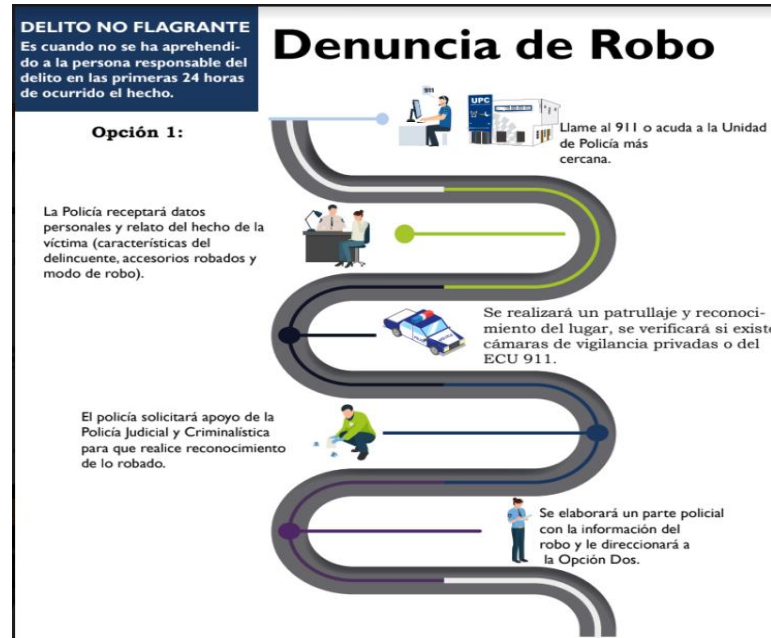 DELITO NO FLAGRANTE
Es cuando no se ha aprehendi-
do a la persona responsable del
delito en las primeras 24 horas
de ocurrido el hecho.
Denuncia de Robo
Opción 1:
911
UPC
Llame al 911 o acuda a la Unidad
de Policía más
cercana.
La Policía receptará datos
personales y relato del hecho de la
víctima (características del
delincuente, accesorios robados y
modo de robo).
Se realizará un patrullaje y reconoci-
miento del lugar, se verificará si existe
cámaras de vigilancia privadas o del
ECU 911.
El policía solicitará apoyo de la
Policía Judicial y Criminalística
para que realice reconocimiento
de lo robado.
Se elaborará un parte policial
con la información del
robo y le direccionará a
la Opción Dos.